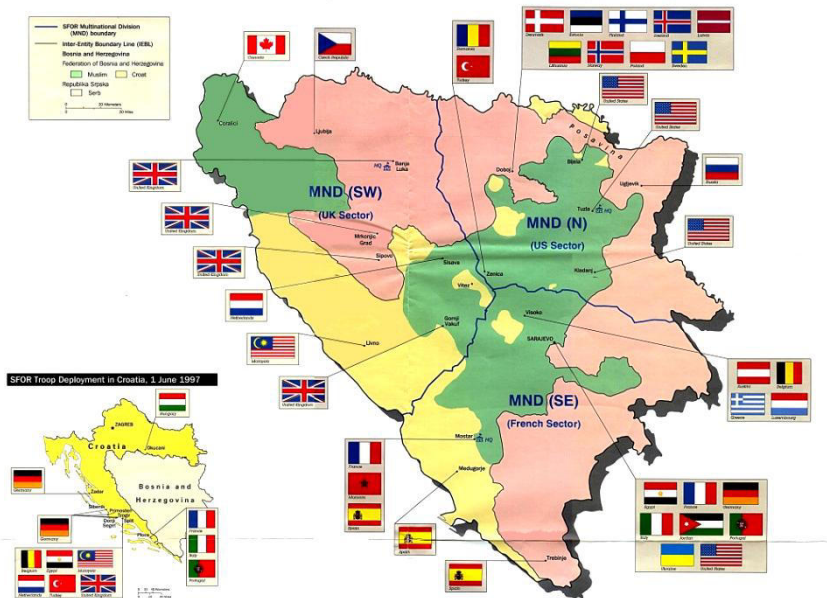 SFOR Multinational Division
(MND) boundary
Inter-Entity Boundary Line (IEBL)
Bosnia and Herzegovina
Federation of Bosnia and Herzegovina
Muslim
Croat
Republika Srpska
Serb
Canada
Czech Republic
Romania
Turkey
Denmark
Estonia
Finland
Iceland
Latvia
Lithuania
Norway
Poland
Sweden
United States
United States
Russia
United States
Coralici
Ljubija
HQ
Banja
Luka
United Kingdom
MND (SW)
(UK Sector)
Mrkonjic
Grad
Sipovo
United Kingdom
United Kingdom
Doboj
Posavina
Ugljevik
Tuzla
HQ
MND (N)
(US Sector)
Kladanj
Zenica
Vitez
Visoko
Gornji
Vakuf
Livno
SARAJEVO
Netherlands
Malaysia
United Kingdom
MND (SE)
(French Sector)
Mostar
HQ
Medugorje
Trebinje
Austria
Belgium
Greece
Luxembourg
France
Morocco
Spain
Spain
Spain
Egypt
France
Germany
Italy
Jordan
Portugal
Ukraine
United States
SFOR Troop Deployment in Croatia, 1 June 1997
Hungary
ZAGREB
Okucani
Croatia
Bosnia and
Herzegovina
Zadar
Sibenik
Split
Ploce
Germany
Germany
France
Italy
Portugal
Belgium
Egypt
Malaysia
Netherlands
Turkey
United Kingdom